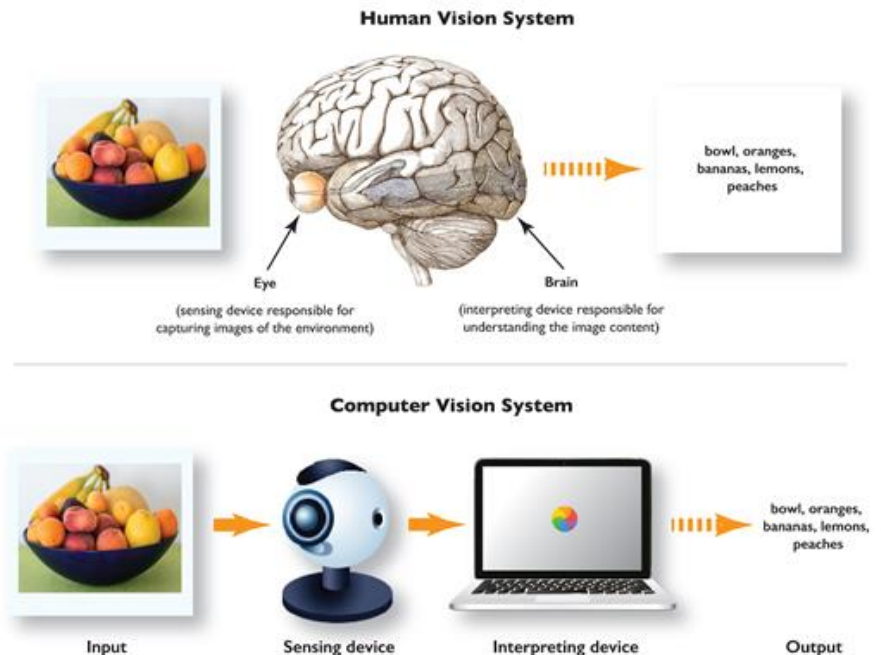 Human Vision System
bowl, oranges,
bananas, lemons,
peaches
Eye
(sensing device responsible for
capturing images of the environment)
Brain
(interpreting device responsible for
understanding the image content)
Computer Vision System
bowl, oranges,
bananas, lemons,
peaches
Input
Sensing device
Interpreting device
Output